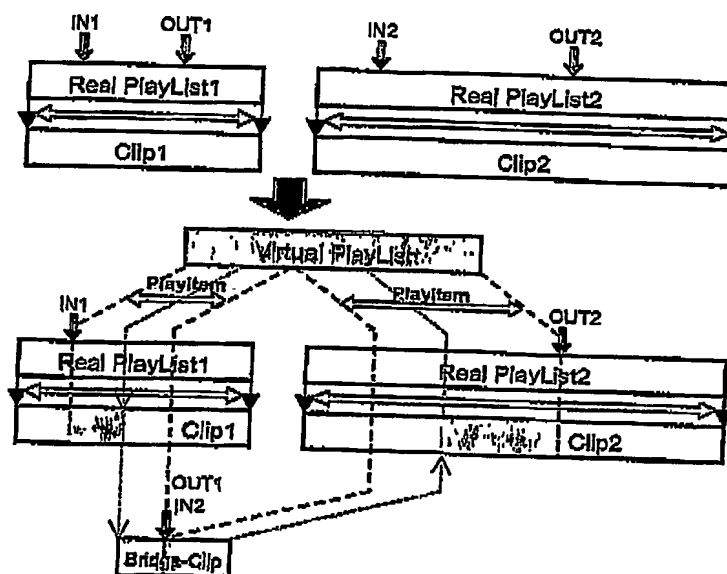 IN1
OUT1
IN2
OUT2
Real PlayList1
Real PlayList2
Clip1
Clip2
Virtual PlayList
PlayItem
PlayItem
IN1
OUT2
Real PlayList1
Real PlayList2
Clip1
Clip2
OUT1
IN2
Bridge-Clip